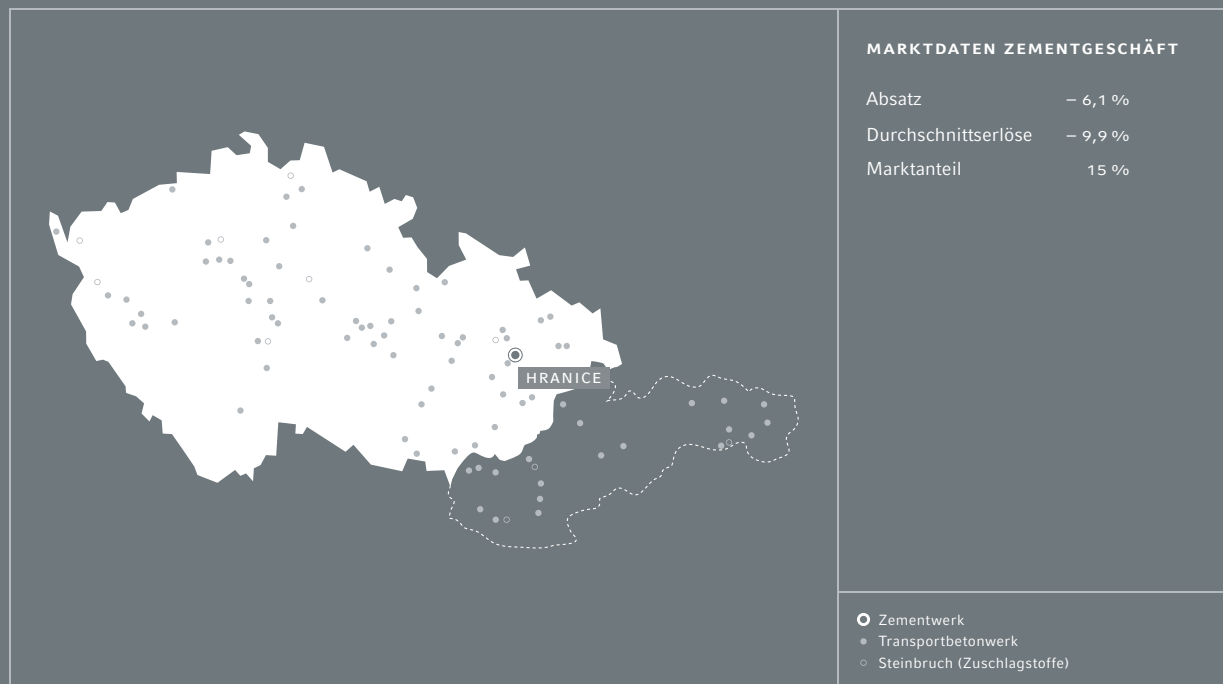 MARKTDATEN ZEMENTGESCHÄFT
Absatz – 6,1 %
Durchschnittserlöse – 9,9 %
Marktanteil 15 %
HRANICE
Zementwerk
Transportbetonwerk
Steinbruch (Zuschlagstoffe)